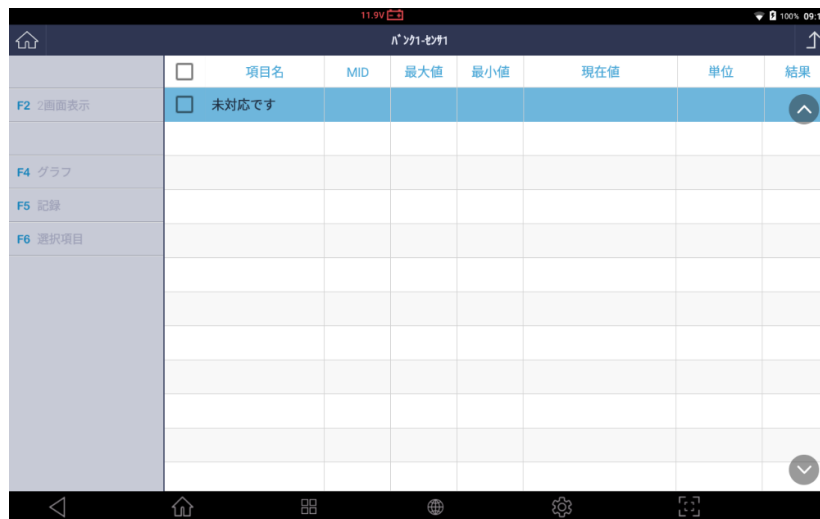 11.9V
100% 09:1
ﾊﾞﾝｸ1-ｾﾝｻ1
項目名 MID 最大値 最小値 現在値 単位 結果
F2 2画面表示
未対応です
F4 グラフ
F5 記録
F6 選択項目